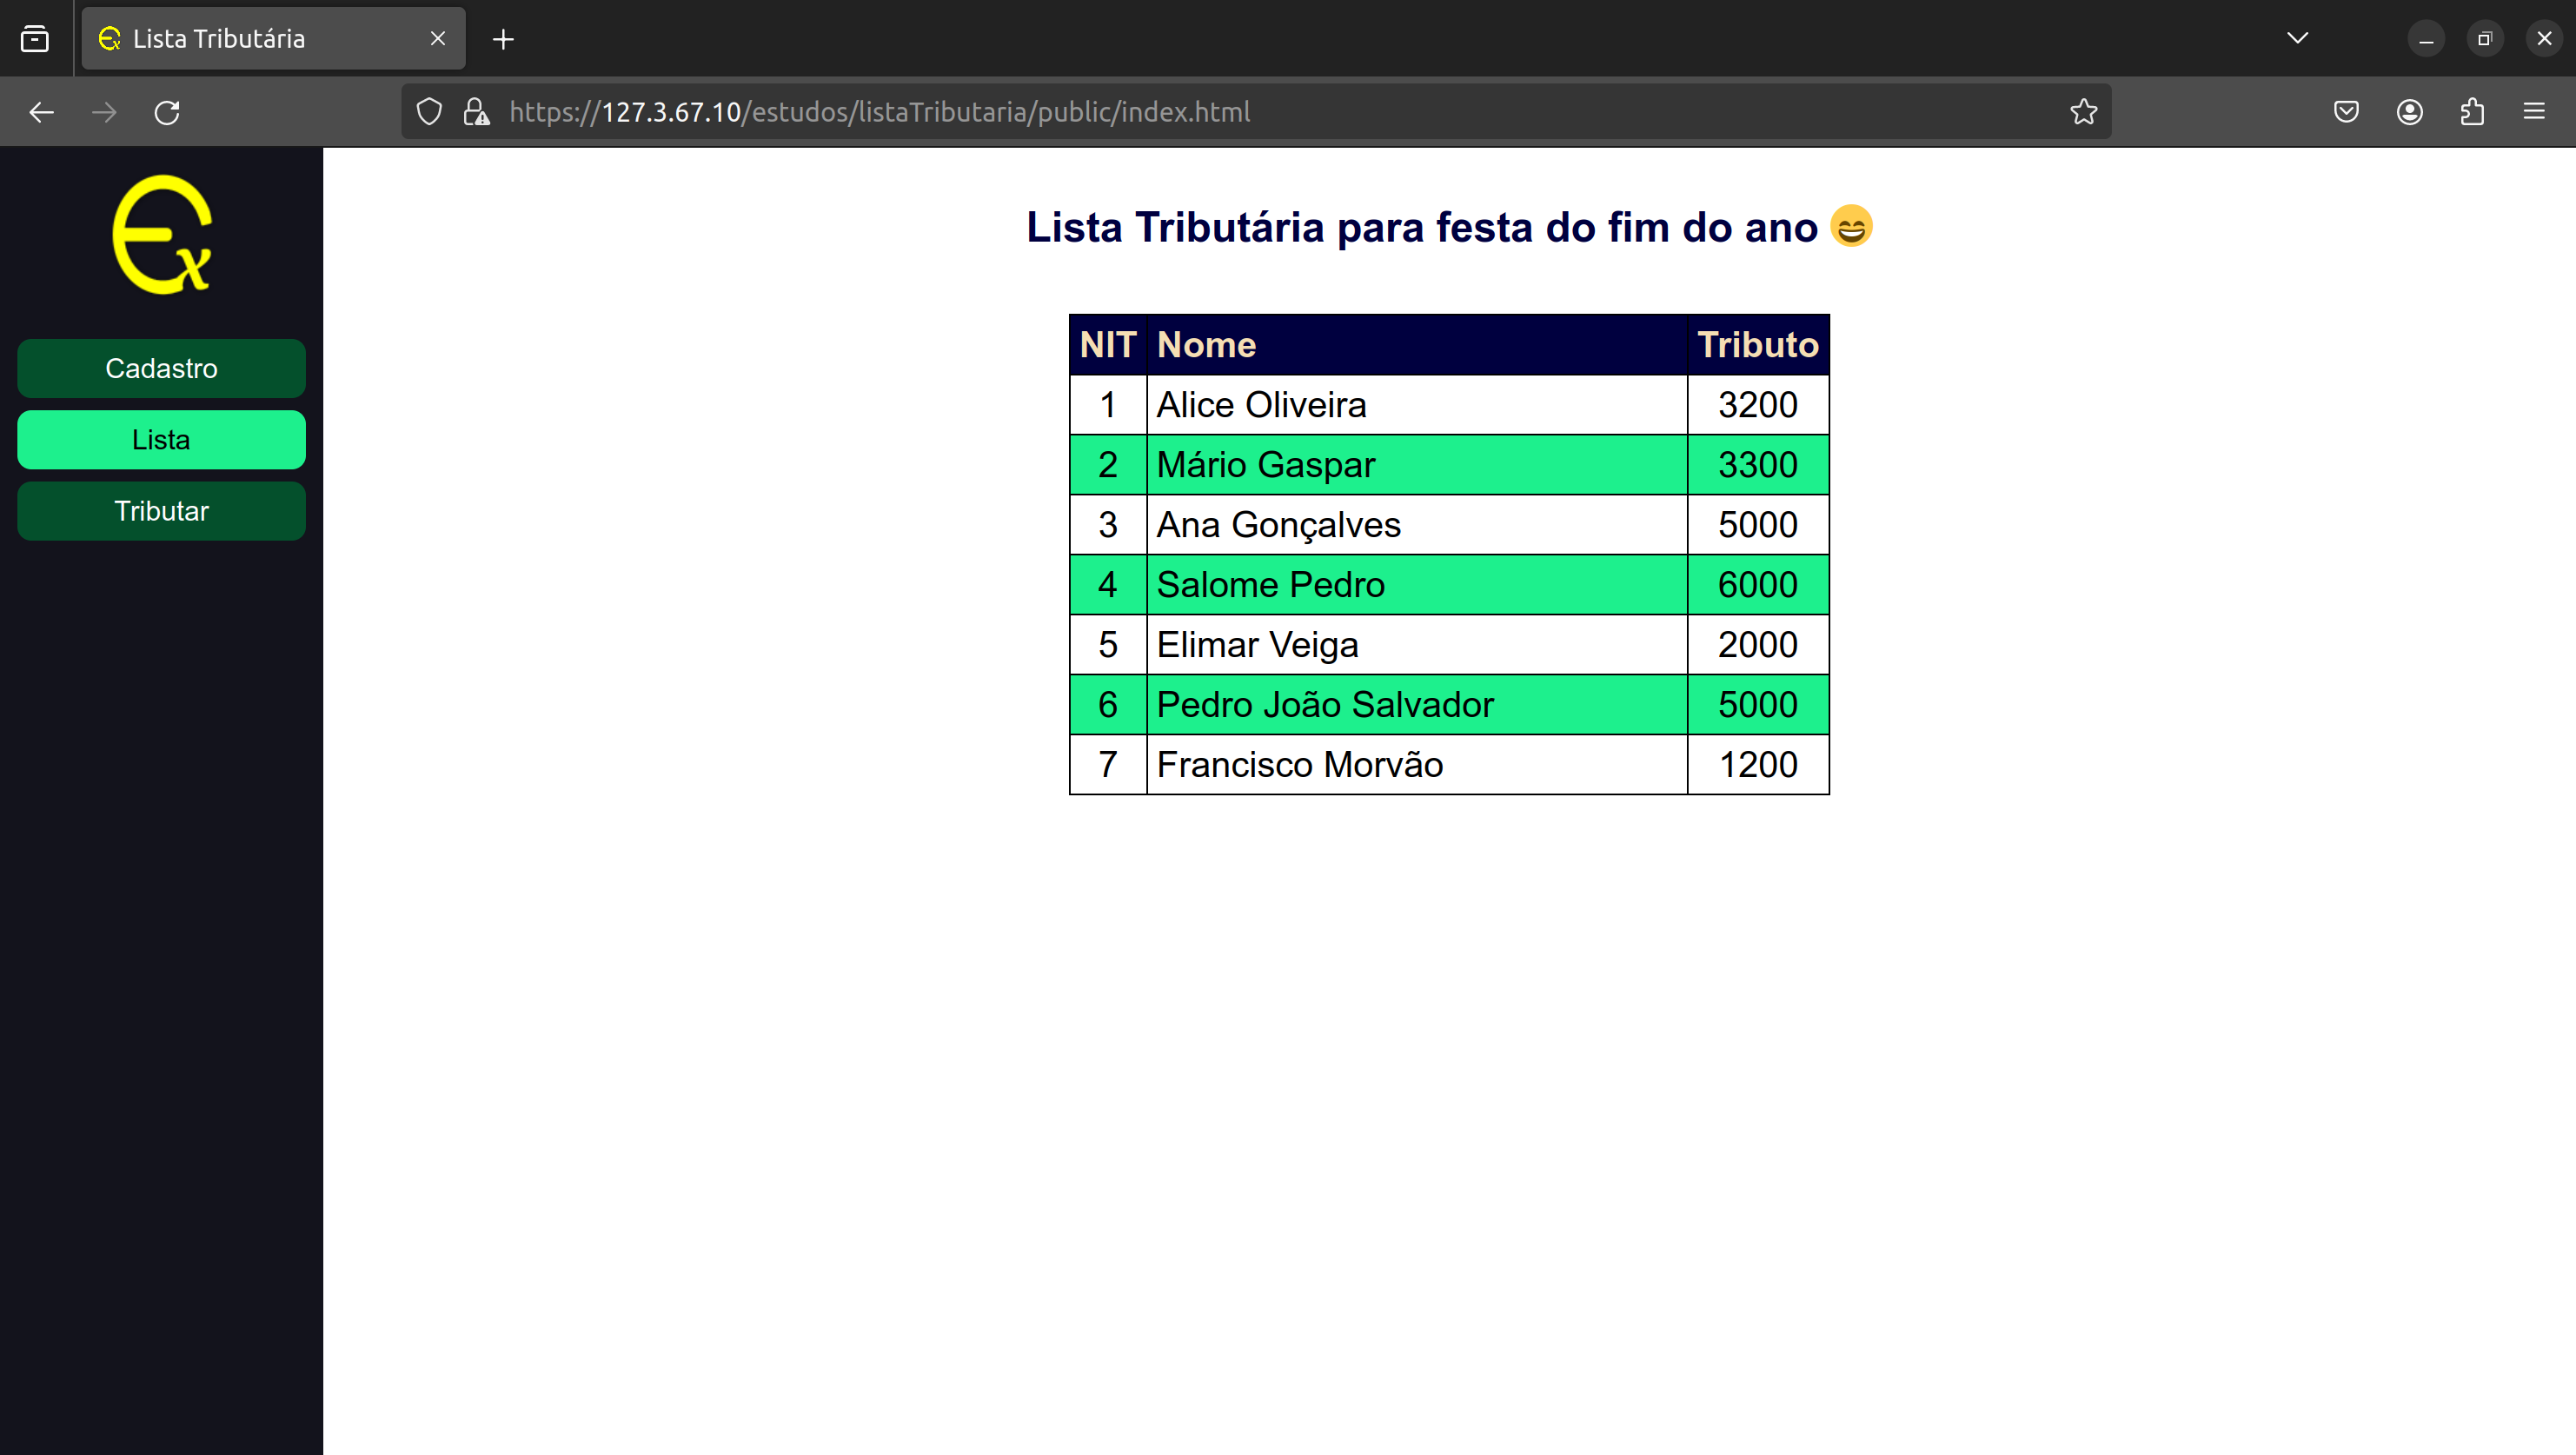 Lista Tributária
https://127.3.67.10/estudos/listaTributaria/public/index.html
Ex
Cadastro
Lista
Tributar
Lista Tributária para festa do fim do ano 😄
NIT Nome Tributo
1 Alice Oliveira 3200
2 Mário Gaspar 3300
3 Ana Gonçalves 5000
4 Salome Pedro 6000
5 Elimar Veiga 2000
6 Pedro João Salvador 5000
7 Francisco Morvão 1200